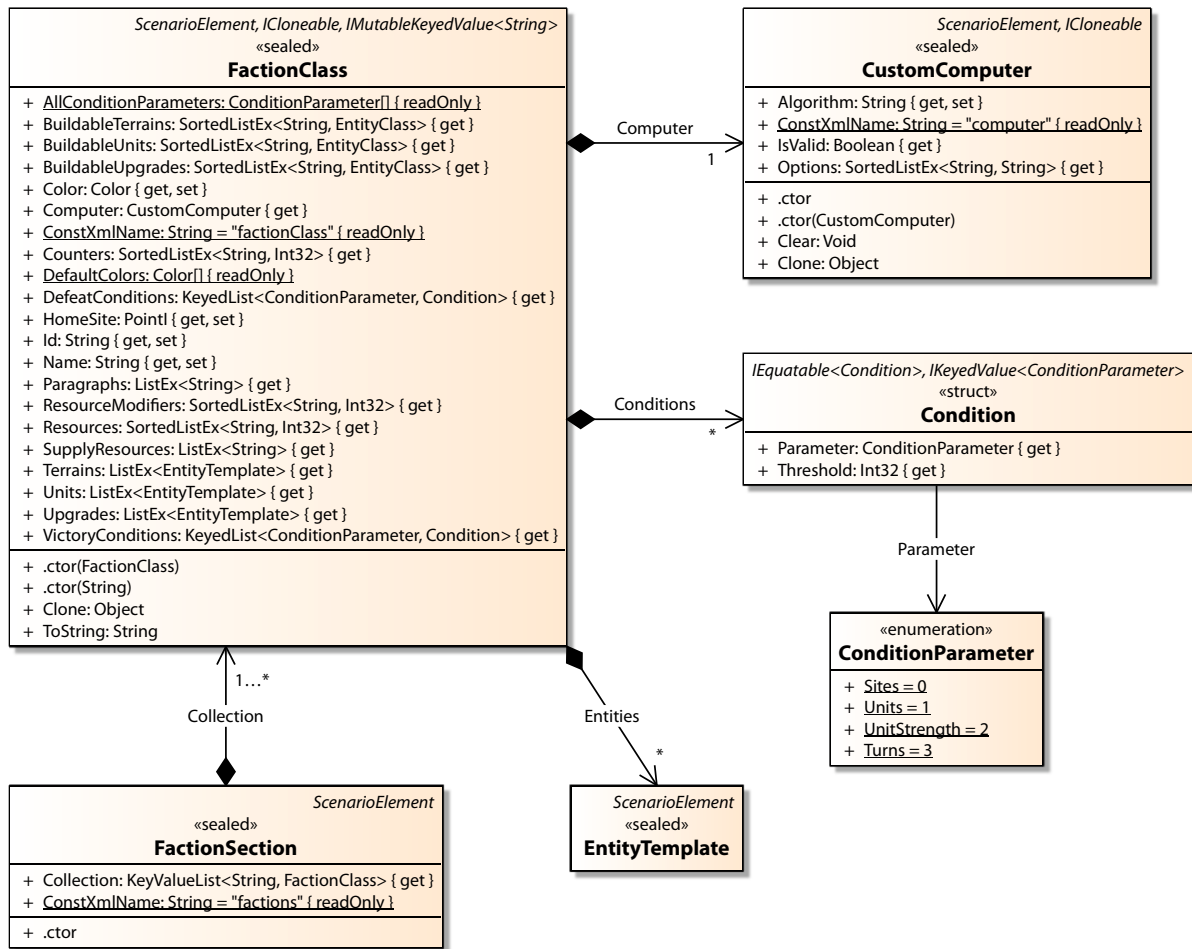 ScenarioElement, ICloneable, IMutableKeyedValue<String>
«sealed»
FactionClass
+ AllConditionParameters: ConditionParameter[] { readOnly }
+ BuildableTerrains: SortedListEx<String, EntityClass> { get }
+ BuildableUnits: SortedListEx<String, EntityClass> { get }
+ BuildableUpgrades: SortedListEx<String, EntityClass> { get }
+ Color: Color { get, set }
+ Computer: CustomComputer { get }
+ ConstXmlName: String = "factionClass" { readOnly }
+ Counters: SortedListEx<String, Int32> { get }
+ DefaultColors: Color[] { readOnly }
+ DefeatConditions: KeyedList<ConditionParameter, Condition> { get }
+ HomeSite: PointI { get, set }
+ Id: String { get, set }
+ Name: String { get, set }
+ Paragraphs: ListEx<String> { get }
+ ResourceModifiers: SortedListEx<String, Int32> { get }
+ Resources: SortedListEx<String, Int32> { get }
+ SupplyResources: ListEx<String> { get }
+ Terrains: ListEx<EntityTemplate> { get }
+ Units: ListEx<EntityTemplate> { get }
+ Upgrades: ListEx<EntityTemplate> { get }
+ VictoryConditions: KeyedList<ConditionParameter, Condition> { get }
+ .ctor(FactionClass)
+ .ctor(String)
+ Clone: Object
+ ToString: String
Computer
1
ScenarioElement, ICloneable
«sealed»
CustomComputer
+ Algorithm: String { get, set }
+ ConstXmlName: String = "computer" { readOnly }
+ IsValid: Boolean { get }
+ Options: SortedListEx<String, String> { get }
+ .ctor
+ .ctor(CustomComputer)
+ Clear: Void
+ Clone: Object
Conditions
*
IEquatable<Condition>, IKeyedValue<ConditionParameter>
«struct»
Condition
+ Parameter: ConditionParameter { get }
+ Threshold: Int32 { get }
Parameter
«enumeration»
ConditionParameter
+ Sites = 0
+ Units = 1
+ UnitStrength = 2
+ Turns = 3
1...*
Collection
Entities
*
ScenarioElement
«sealed»
FactionSection
+ Collection: KeyValueList<String, FactionClass> { get }
+ ConstXmlName: String = "factions" { readOnly }
+ .ctor
ScenarioElement
«sealed»
EntityTemplate